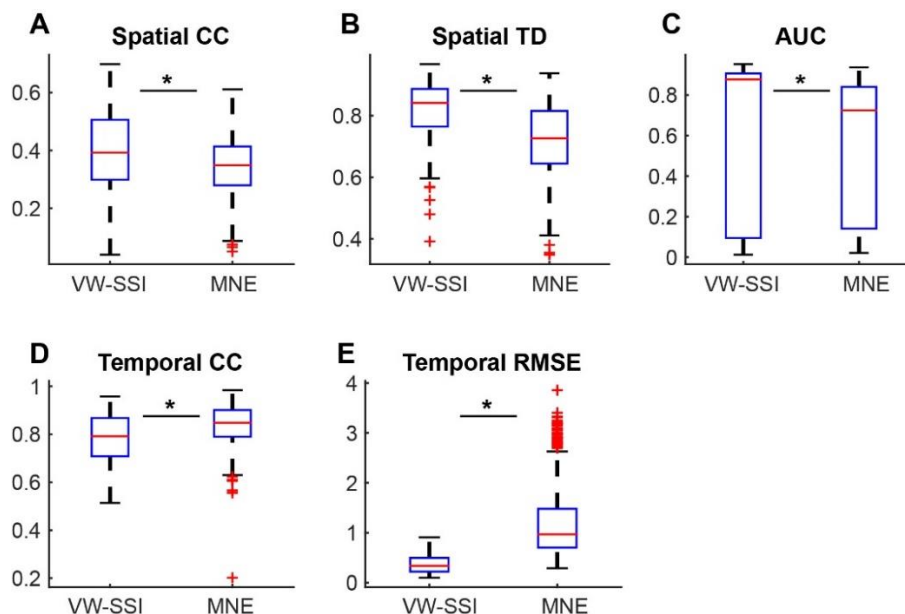 A Spatial CC
B Spatial TD
C AUC
0.6
0.4
0.2
*
VW-SSI MNE
0.8
0.6
0.4
*
VW-SSI MNE
0.8
0.6
0.4
0.2
0
*
VW-SSI MNE
D Temporal CC
E Temporal RMSE
1
0.8
0.6
0.4
0.2
*
VW-SSI MNE
4
3
2
1
0
*
VW-SSI MNE